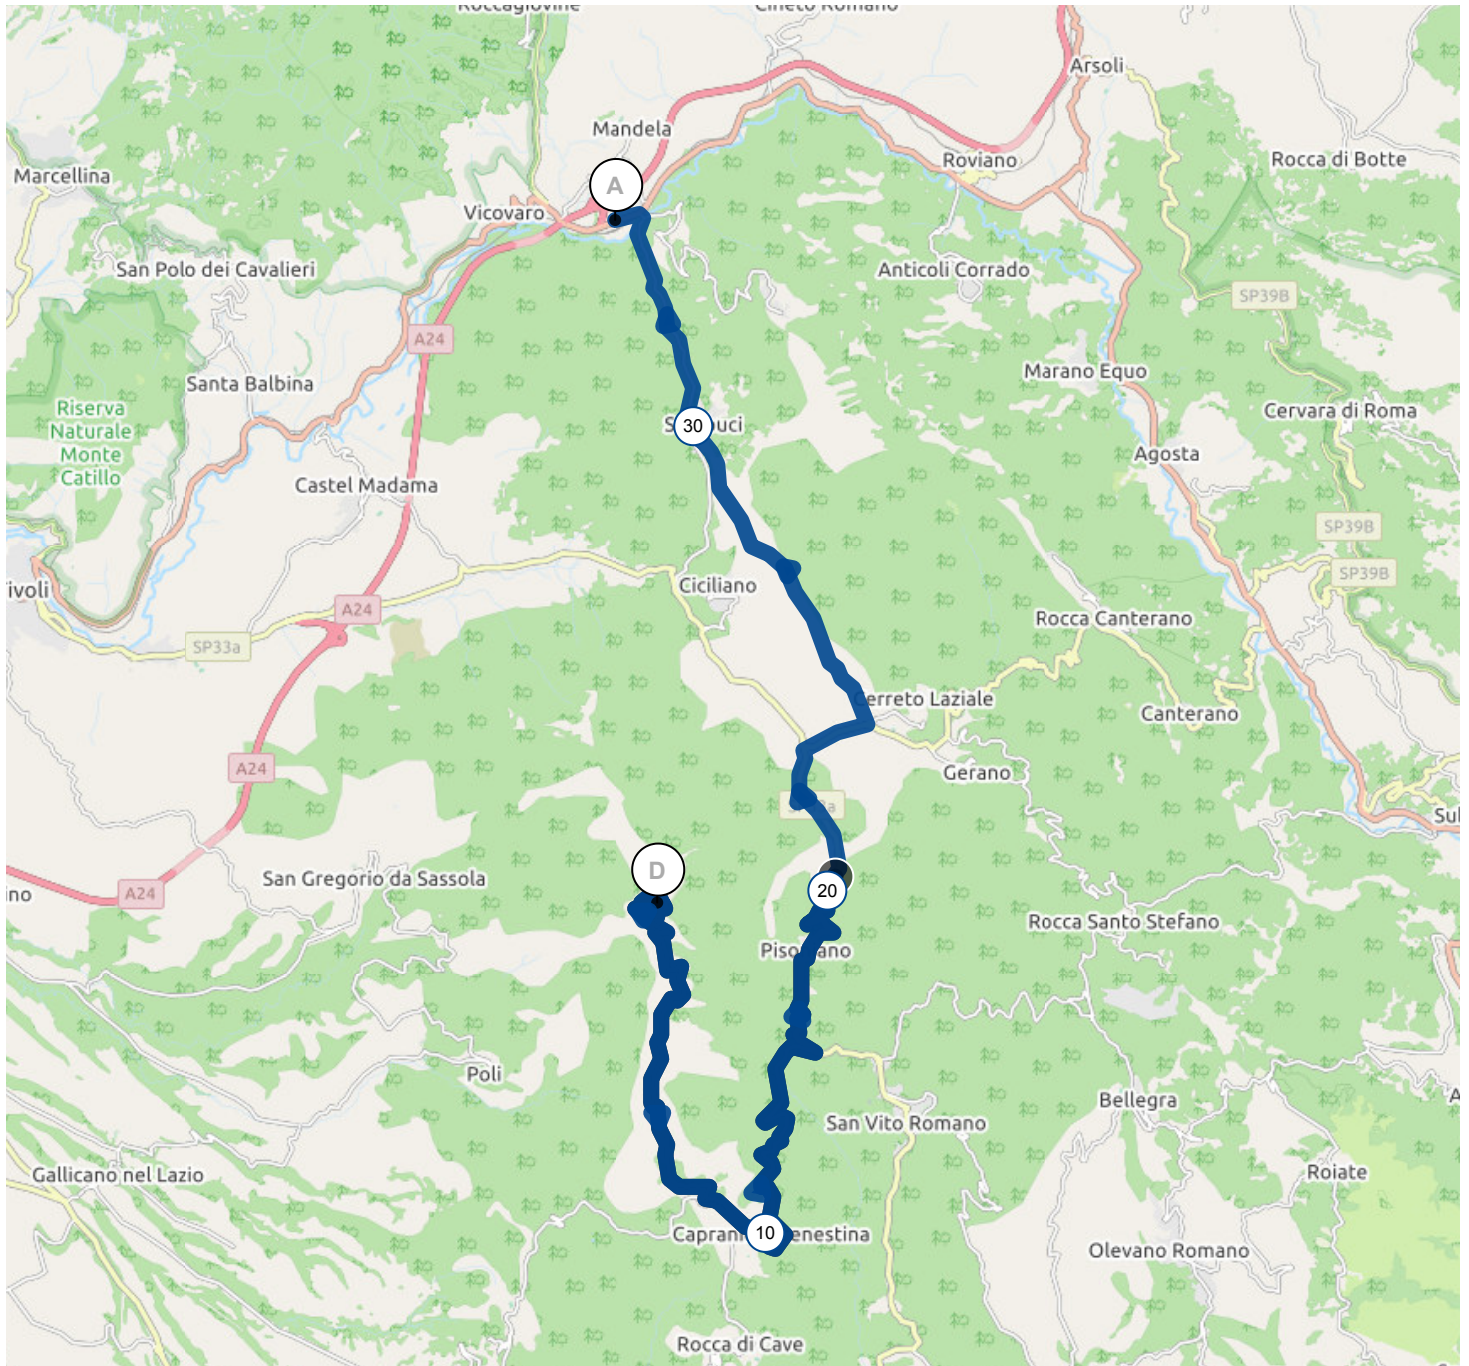 Roccagiovine
Cineto Romano
Arsoli
Mandela
Roviano
Rocca di Botte
Marcellina
A
Vicovaro
San Polo dei Cavalieri
Anticoli Corrado
SP39B
A24
Santa Balbina
Marano Equo
Riserva
Naturale
Monte
Catillo
Cervara di Roma
30
Agosta
Castel Madama
SP39B
SP39B
ivoli
Ciciliano
A24
Rocca Canterano
SP33a
Cerreto Laziale
Canterano
A24
Gerano
D
San Gregorio da Sassola
A24
20
ino
Rocca Santo Stefano
Poli
Bellegra
San Vito Romano
Gallicano nel Lazio
Roiate
10
Olevano Romano
Rocca di Cave